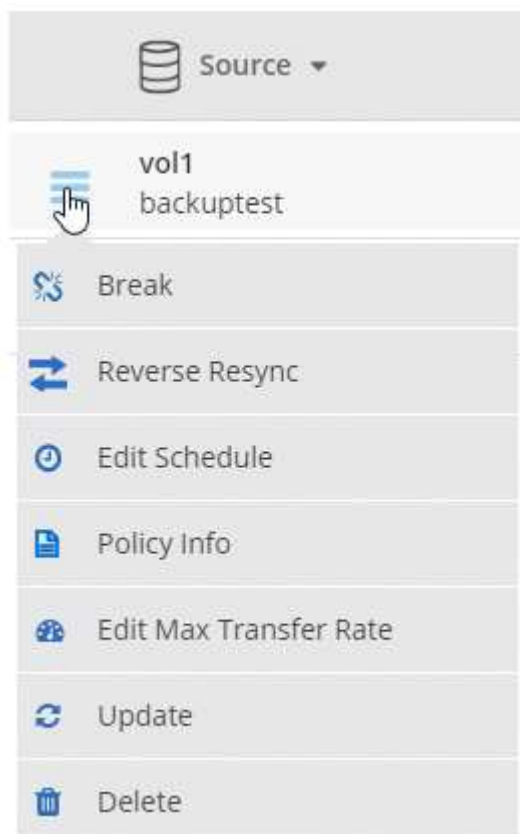 Source
vol1
backuptest
Break
Reverse Resync
Edit Schedule
Policy Info
Edit Max Transfer Rate
Update
Delete